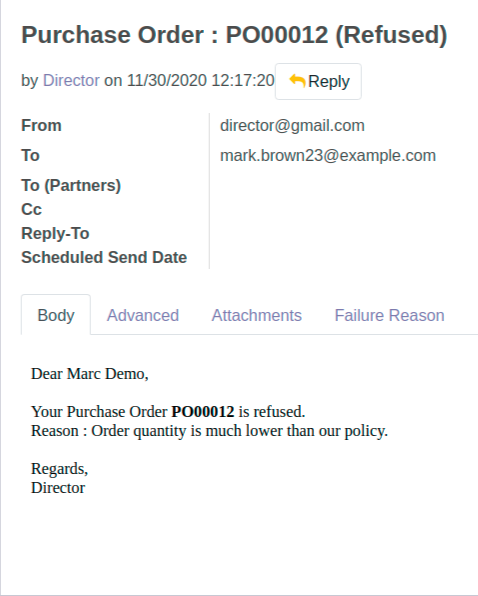 Purchase Order : PO00012 (Refused)
by Director on 11/30/2020 12:17:20 Reply
From director@gmail.com
To mark.brown23@example.com
To (Partners)
Cc
Reply-To
Scheduled Send Date
Body Advanced Attachments Failure Reason
Dear Marc Demo,
Your Purchase Order PO00012 is refused.
Reason : Order quantity is much lower than our policy.
Regards,
Director